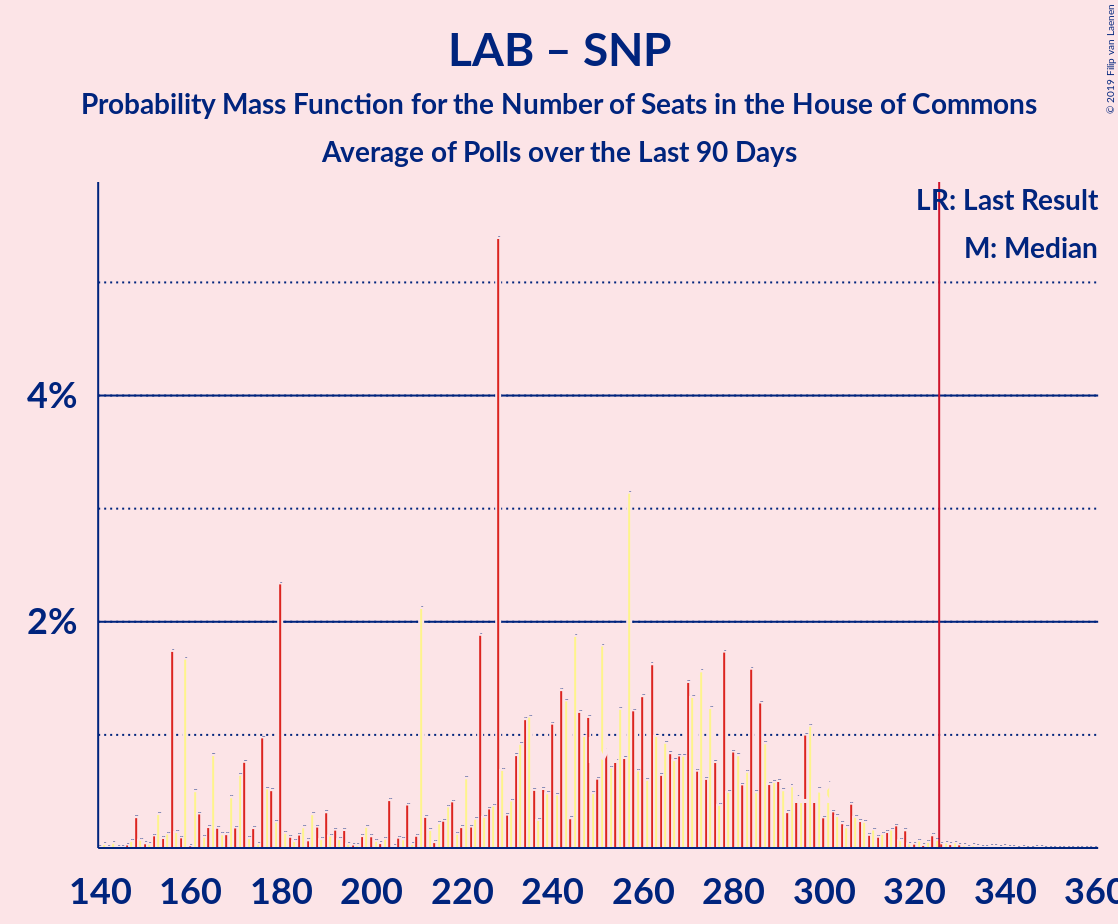 LAB – SNP
Probability Mass Function for the Number of Seats in the House of Commons
Average of Polls over the Last 90 Days
© 2019 Filip van Laenen
LR: Last Result
M: Median
4%
2%
140 160 180 200 220 240 260 280 300 320 340 360